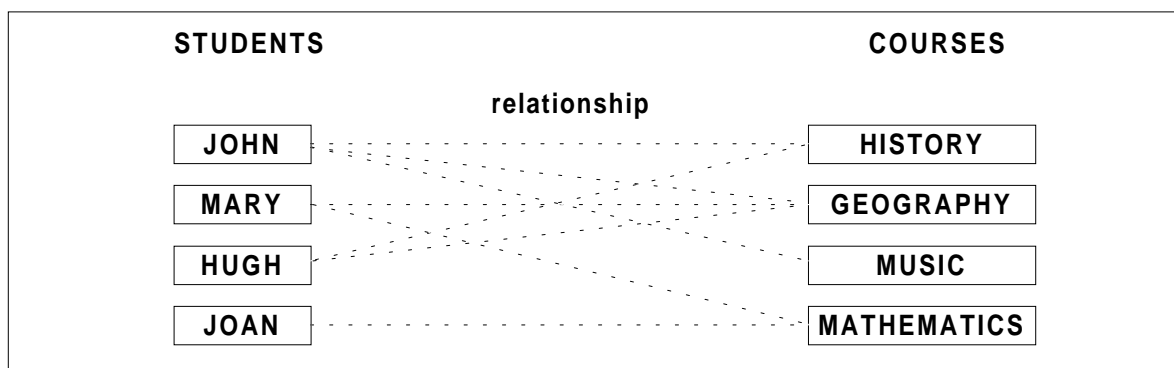 STUDENTS COURSES
relationship
JOHN HISTORY
MARY GEOGRAPHY
HUGH MUSIC
JOAN MATHEMATICS